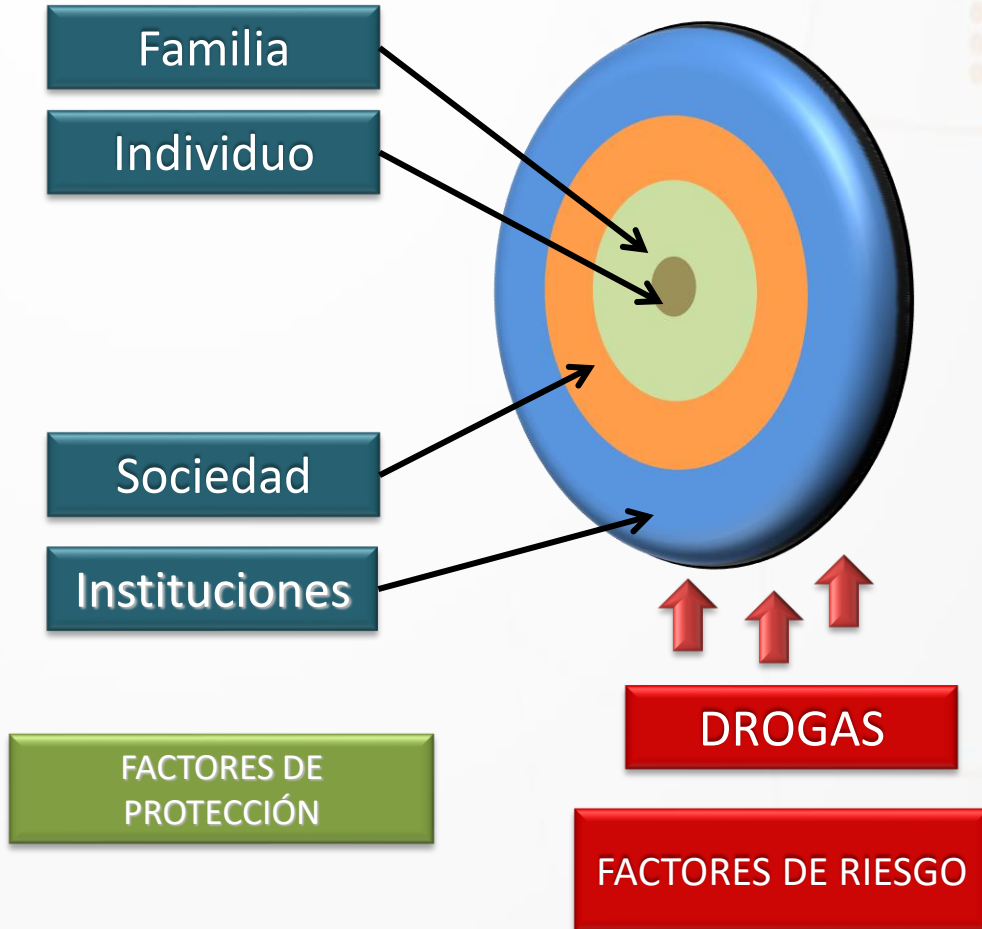 Familia
Individuo
Sociedad
Instituciones
DROGAS
FACTORES DE
PROTECCIÓN
FACTORES DE RIESGO